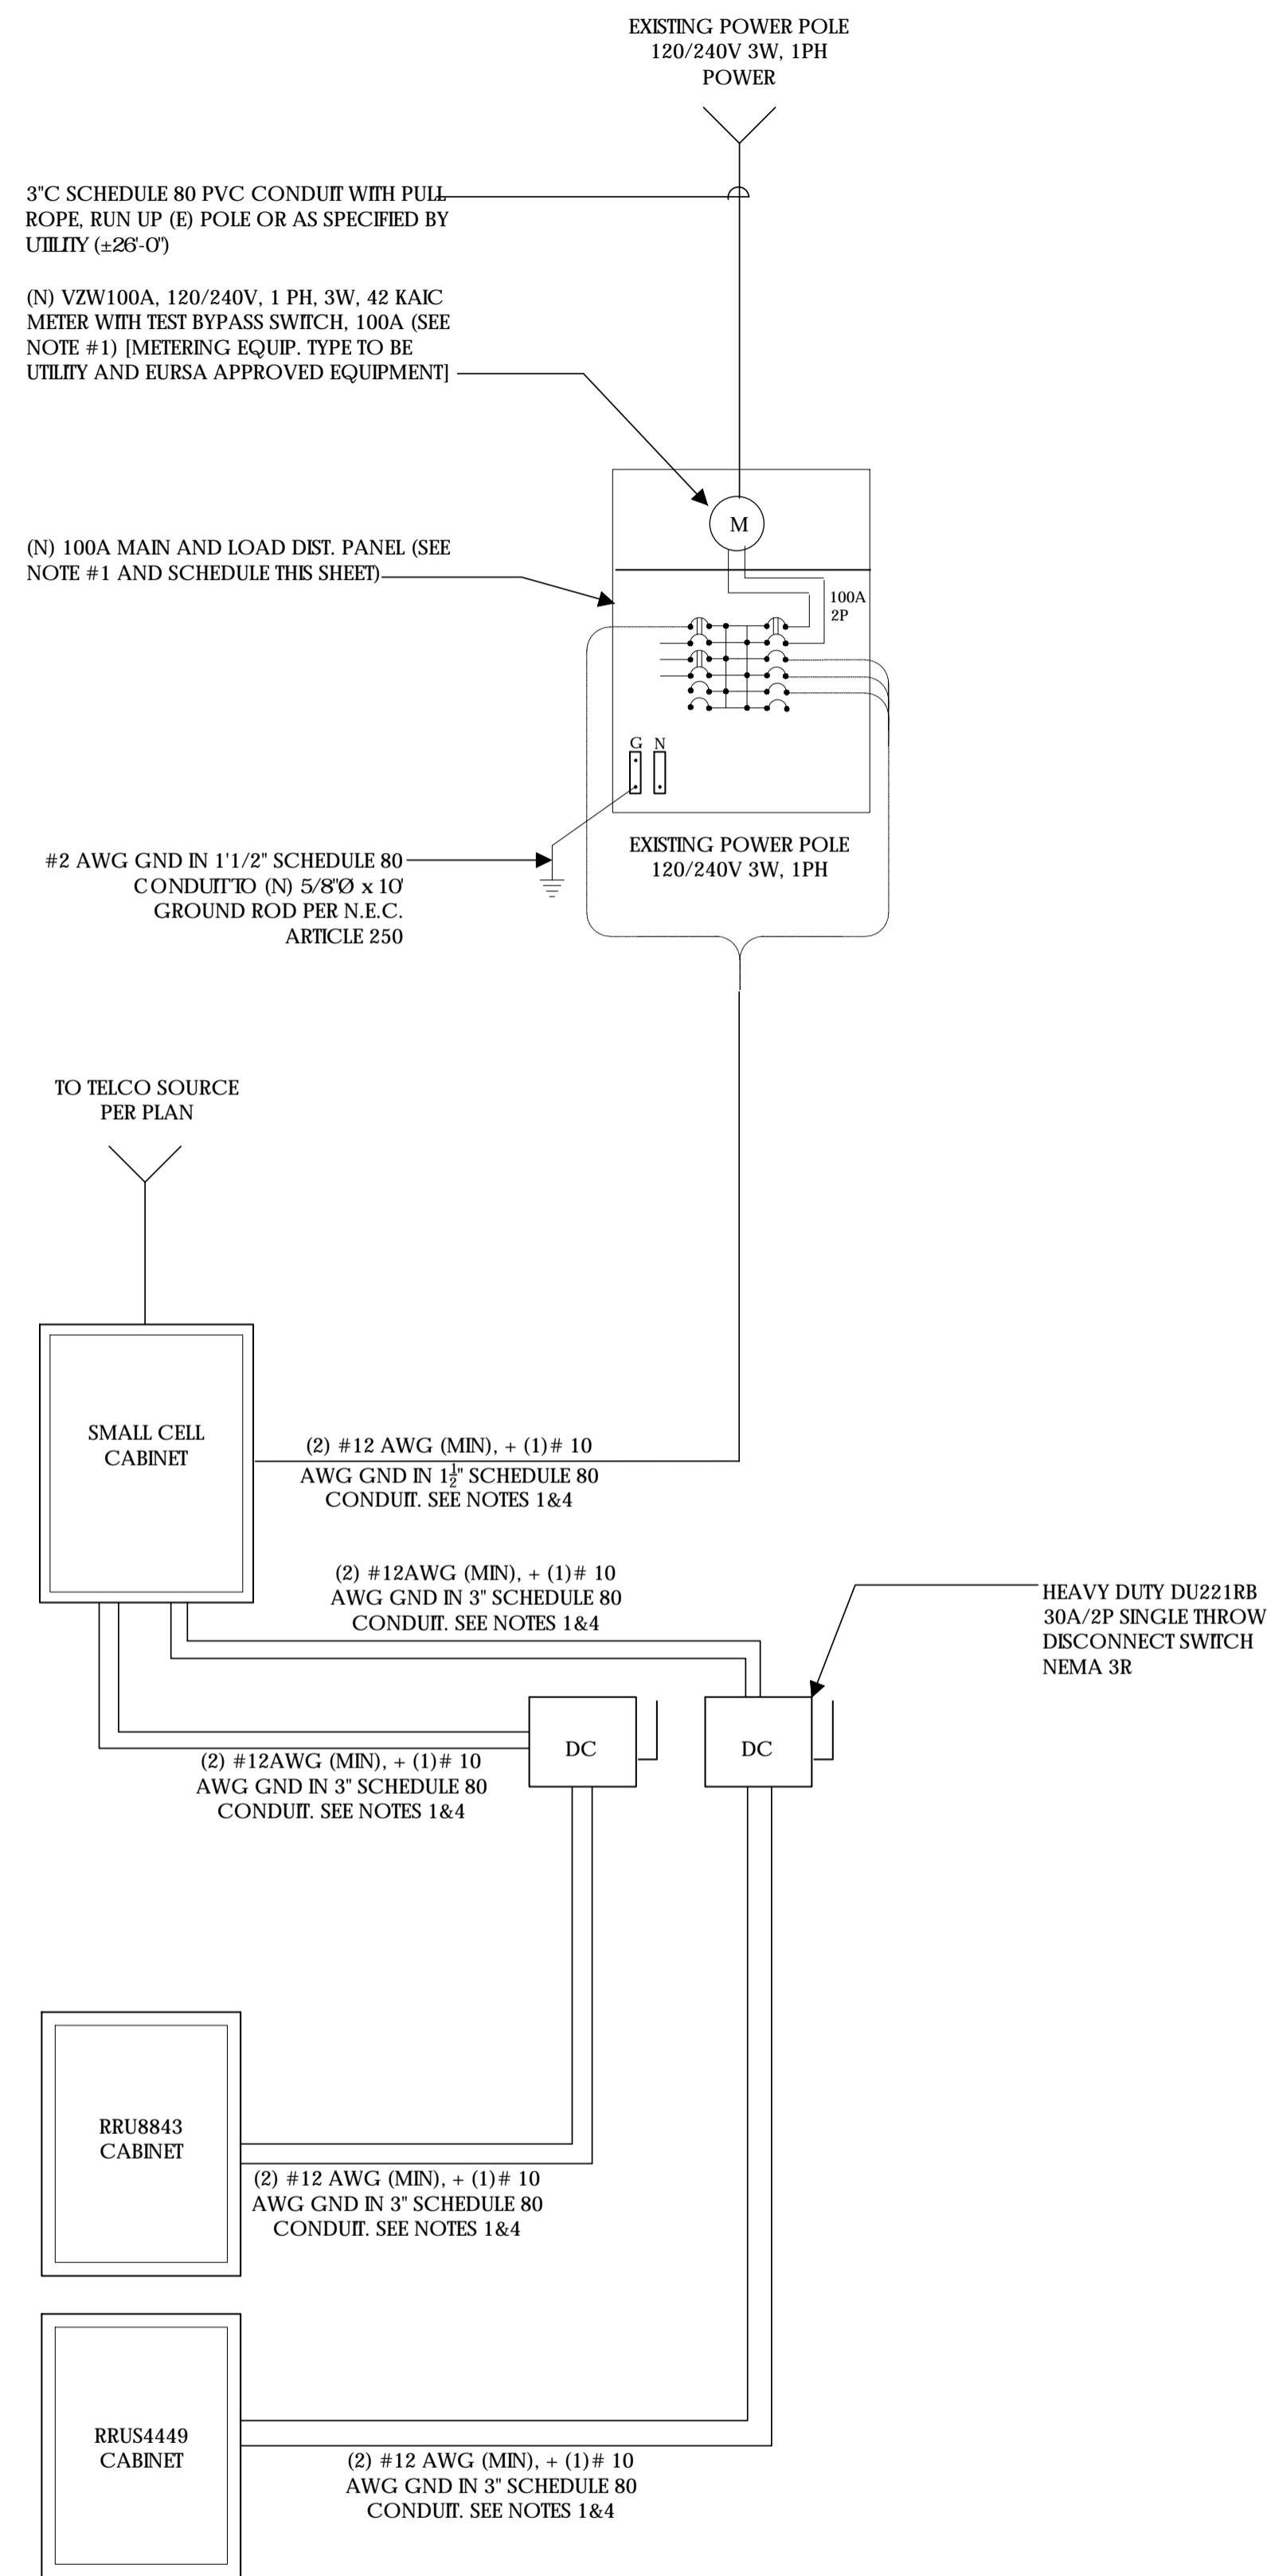 EXISTING POWER POLE
120/240V 3W, 1PH
POWER
3"C SCHEDULE 80 PVC CONDUIT WITH PULL
ROPE, RUN UP (E) POLE OR AS SPECIFIED BY
UTILITY (±26'-0")
(N) VZW100A, 120/240V, 1 PH, 3W, 42 KAIC
METER WITH TEST BYPASS SWITCH, 100A (SEE
NOTE #1) [METERING EQUIP. TYPE TO BE
UTILITY AND EURSA APPROVED EQUIPMENT]
M
(N) 100A MAIN AND LOAD DIST. PANEL (SEE
NOTE #1 AND SCHEDULE THIS SHEET)
100A
2P
G N
EXISTING POWER POLE
120/240V 3W, 1PH
#2 AWG GND IN 1'1/2" SCHEDULE 80
CONDUITTO (N) 5/8"Ø x 10'
GROUND ROD PER N.E.C.
ARTICLE 250
TO TELCO SOURCE
PER PLAN
SMALL CELL
CABINET
(2) #12 AWG (MIN), + (1)# 10
AWG GND IN 1½" SCHEDULE 80
CONDUIT. SEE NOTES 1&4
(2) #12AWG (MIN), + (1)# 10
AWG GND IN 3" SCHEDULE 80
CONDUIT. SEE NOTES 1&4
HEAVY DUTY DU221RB
30A/2P SINGLE THROW
DISCONNECT SWITCH
NEMA 3R
DC
DC
(2) #12AWG (MIN), + (1)# 10
AWG GND IN 3" SCHEDULE 80
CONDUIT. SEE NOTES 1&4
RRU8843
CABINET
(2) #12 AWG (MIN), + (1)# 10
AWG GND IN 3" SCHEDULE 80
CONDUIT. SEE NOTES 1&4
RRUS4449
CABINET
(2) #12 AWG (MIN), + (1)# 10
AWG GND IN 3" SCHEDULE 80
CONDUIT. SEE NOTES 1&4